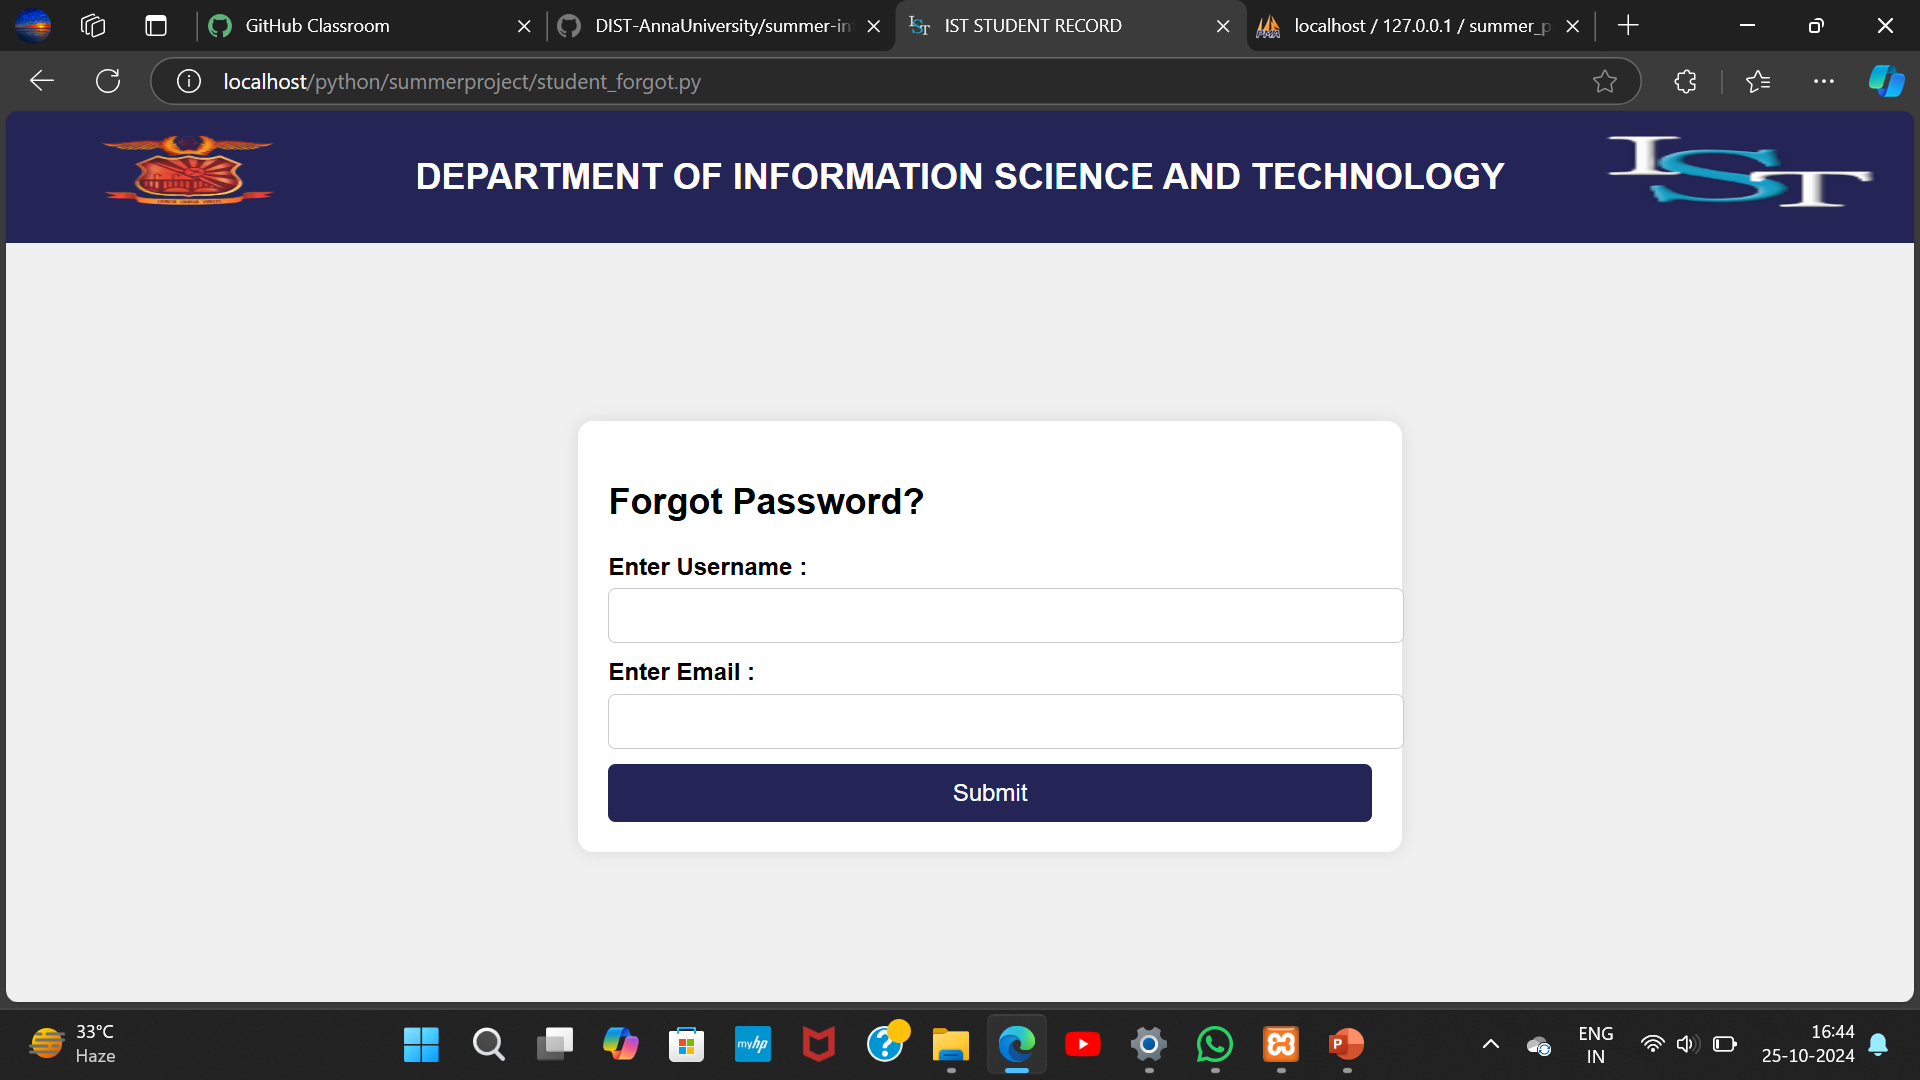 GitHub Classroom
DIST-AnnaUniversity/summer-in
IST STUDENT RECORD
localhost / 127.0.0.1 / summer_p
localhost/python/summerproject/student_forgot.py
DEPARTMENT OF INFORMATION SCIENCE AND TECHNOLOGY
IST
Forgot Password?
Enter Username :
Enter Email :
Submit
33°C
Haze
myhp
ENG
IN
16:44
25-10-2024